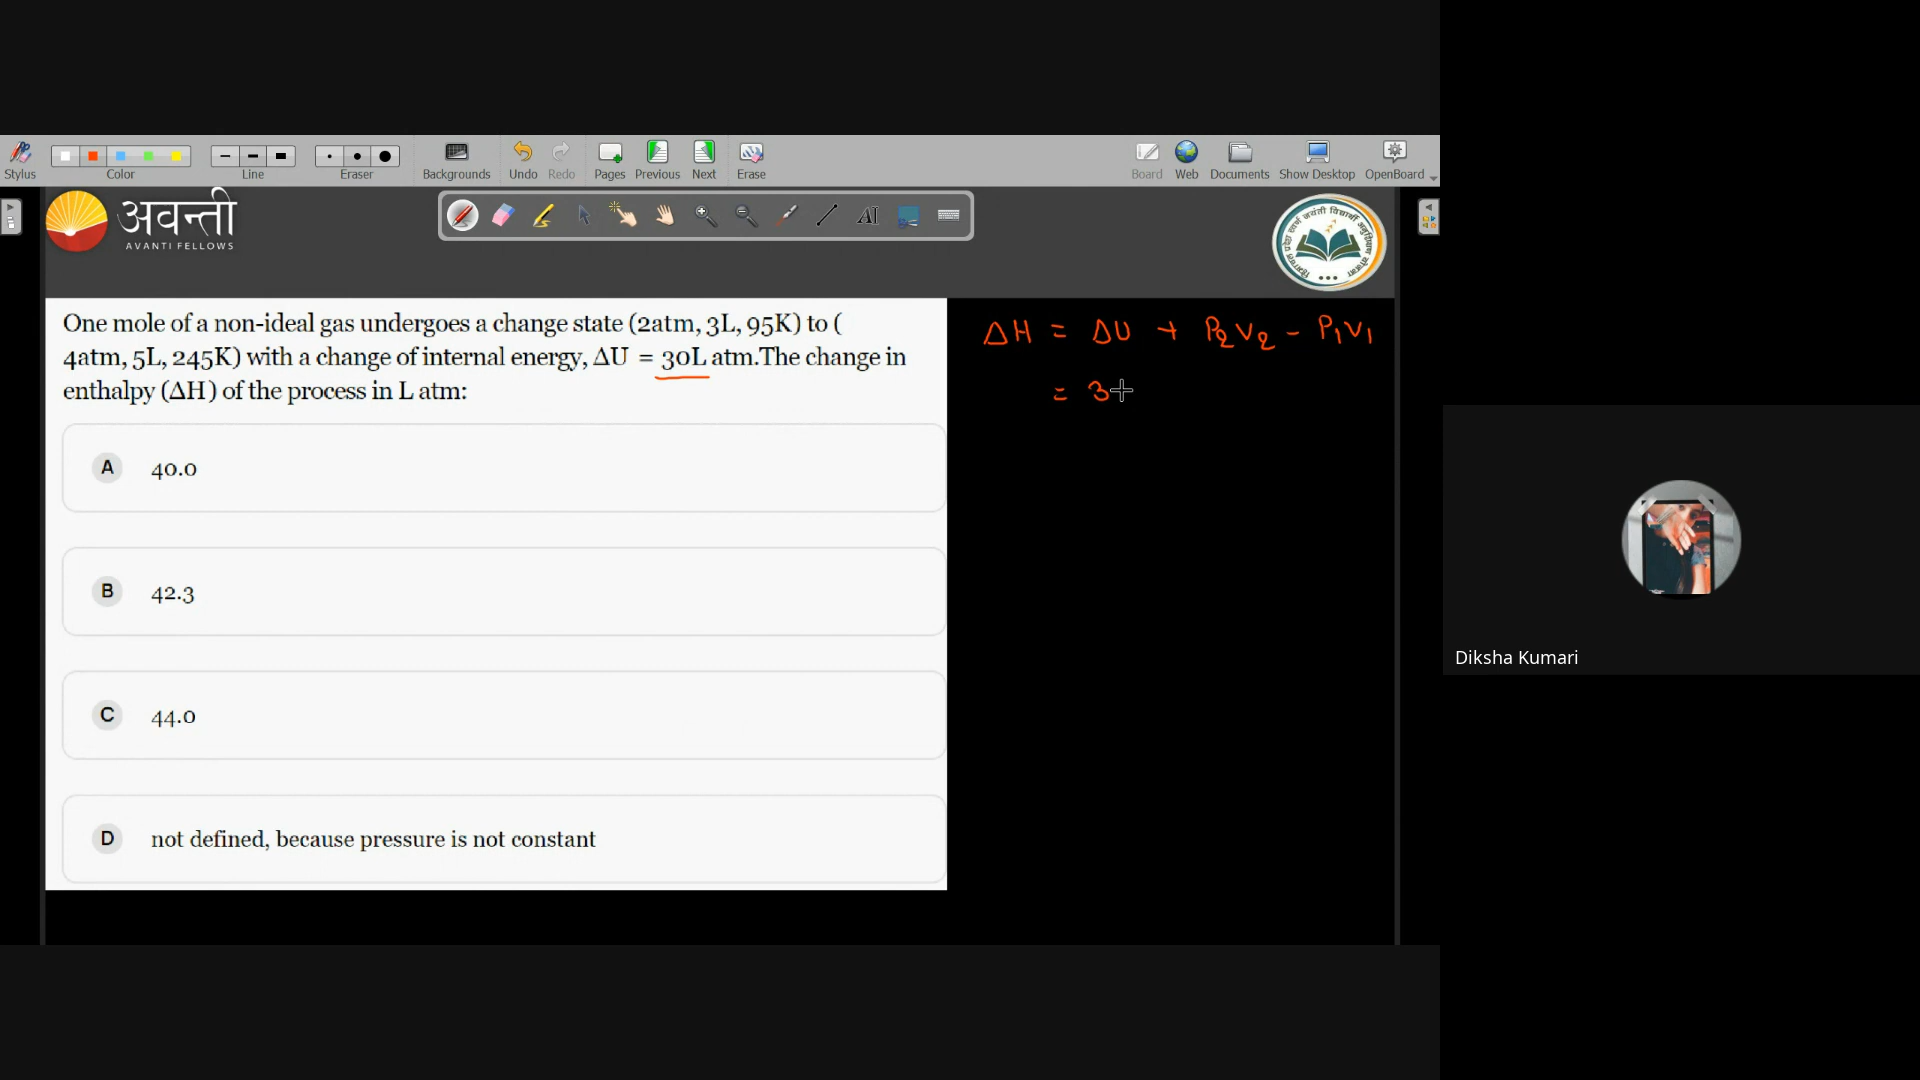 Stylus Color Line Eraser Backgrounds Undo Redo Pages Previous Next Erase Board Web Documents Show Desktop OpenBoard
अवन्ती
AVANTI FELLOWS
One mole of a non-ideal gas undergoes a change state (2atm, 3L, 95K) to (
4atm, 5L, 245K) with a change of internal energy, ΔU = 30L atm.The change in
enthalpy (ΔH) of the process in L atm:
A 40.0
B 42.3
C 44.0
D not defined, because pressure is not constant
ΔH = ΔU + P₂V₂ - P₁V₁
= 3
Diksha Kumari